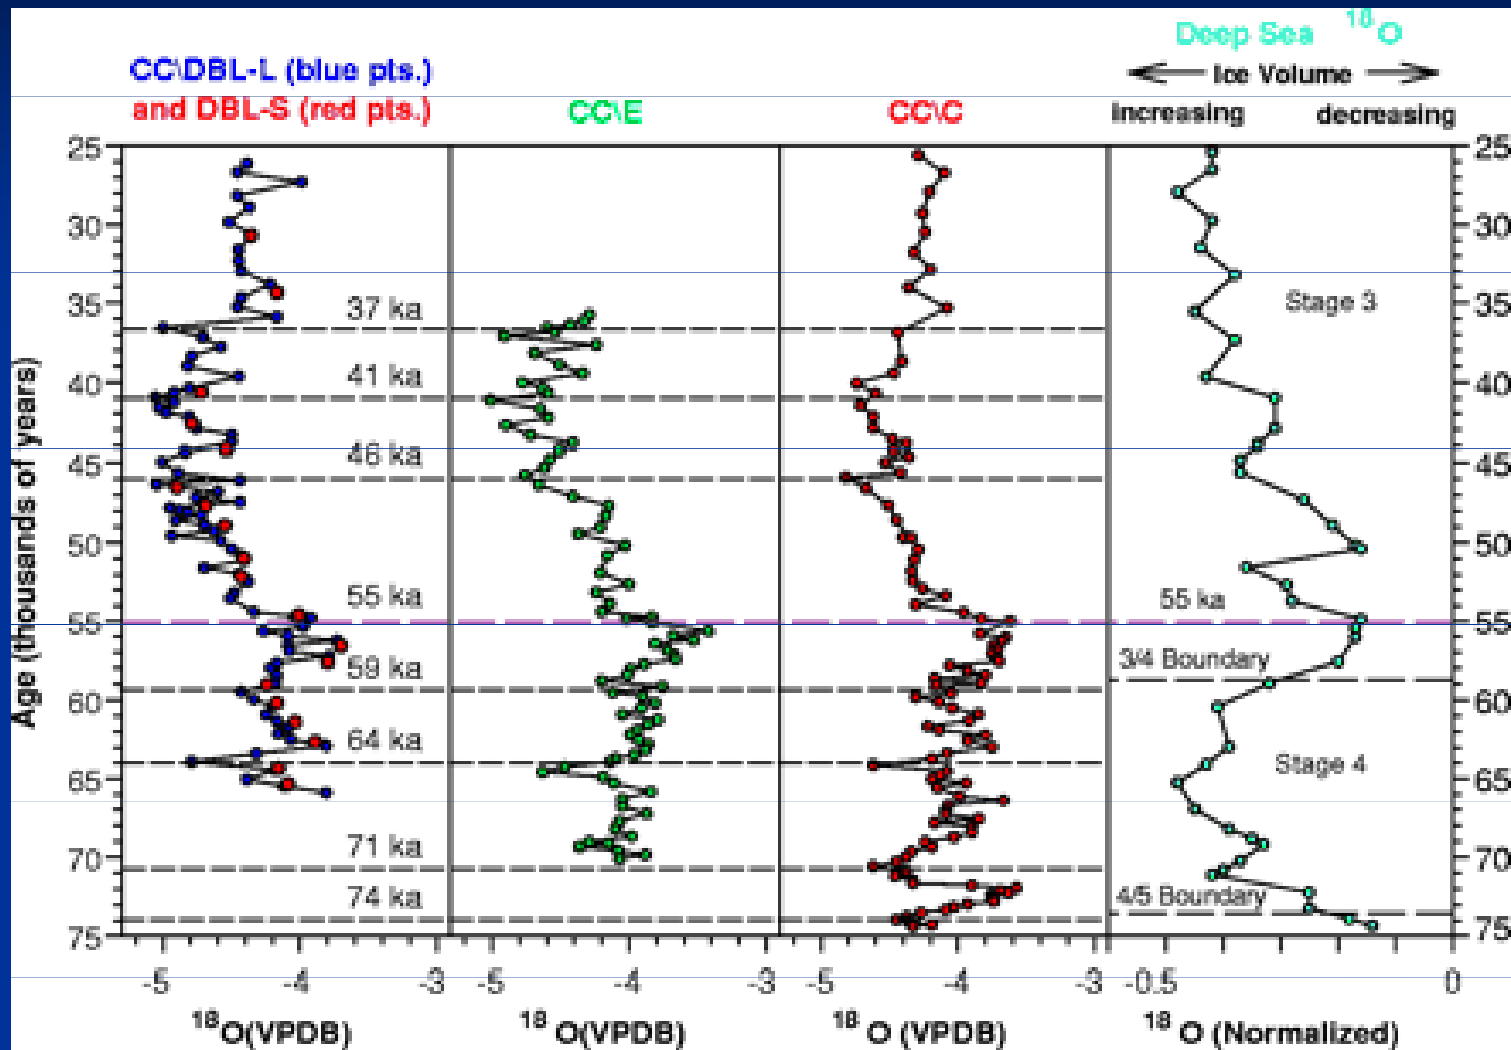 Deep Sea 18O
CC\DBL-L (blue pts.)
and DBL-S (red pts.)
CC\E
CC\C
Ice Volume
increasing decreasing
25 25
30 30
35 35
40 40
45 45
50 50
55 55
60 60
65 65
70 70
75 75
Age (thousands of years)
37 ka
41 ka
46 ka
55 ka
59 ka
64 ka
71 ka
74 ka
Stage 3
55 ka
3/4 Boundary
Stage 4
4/5 Boundary
-5 -4 -3
-5 -4
-5 -4 -3
-0.5 0
18O(VPDB)
18O(VPDB)
18O (VPDB)
18O (Normalized)